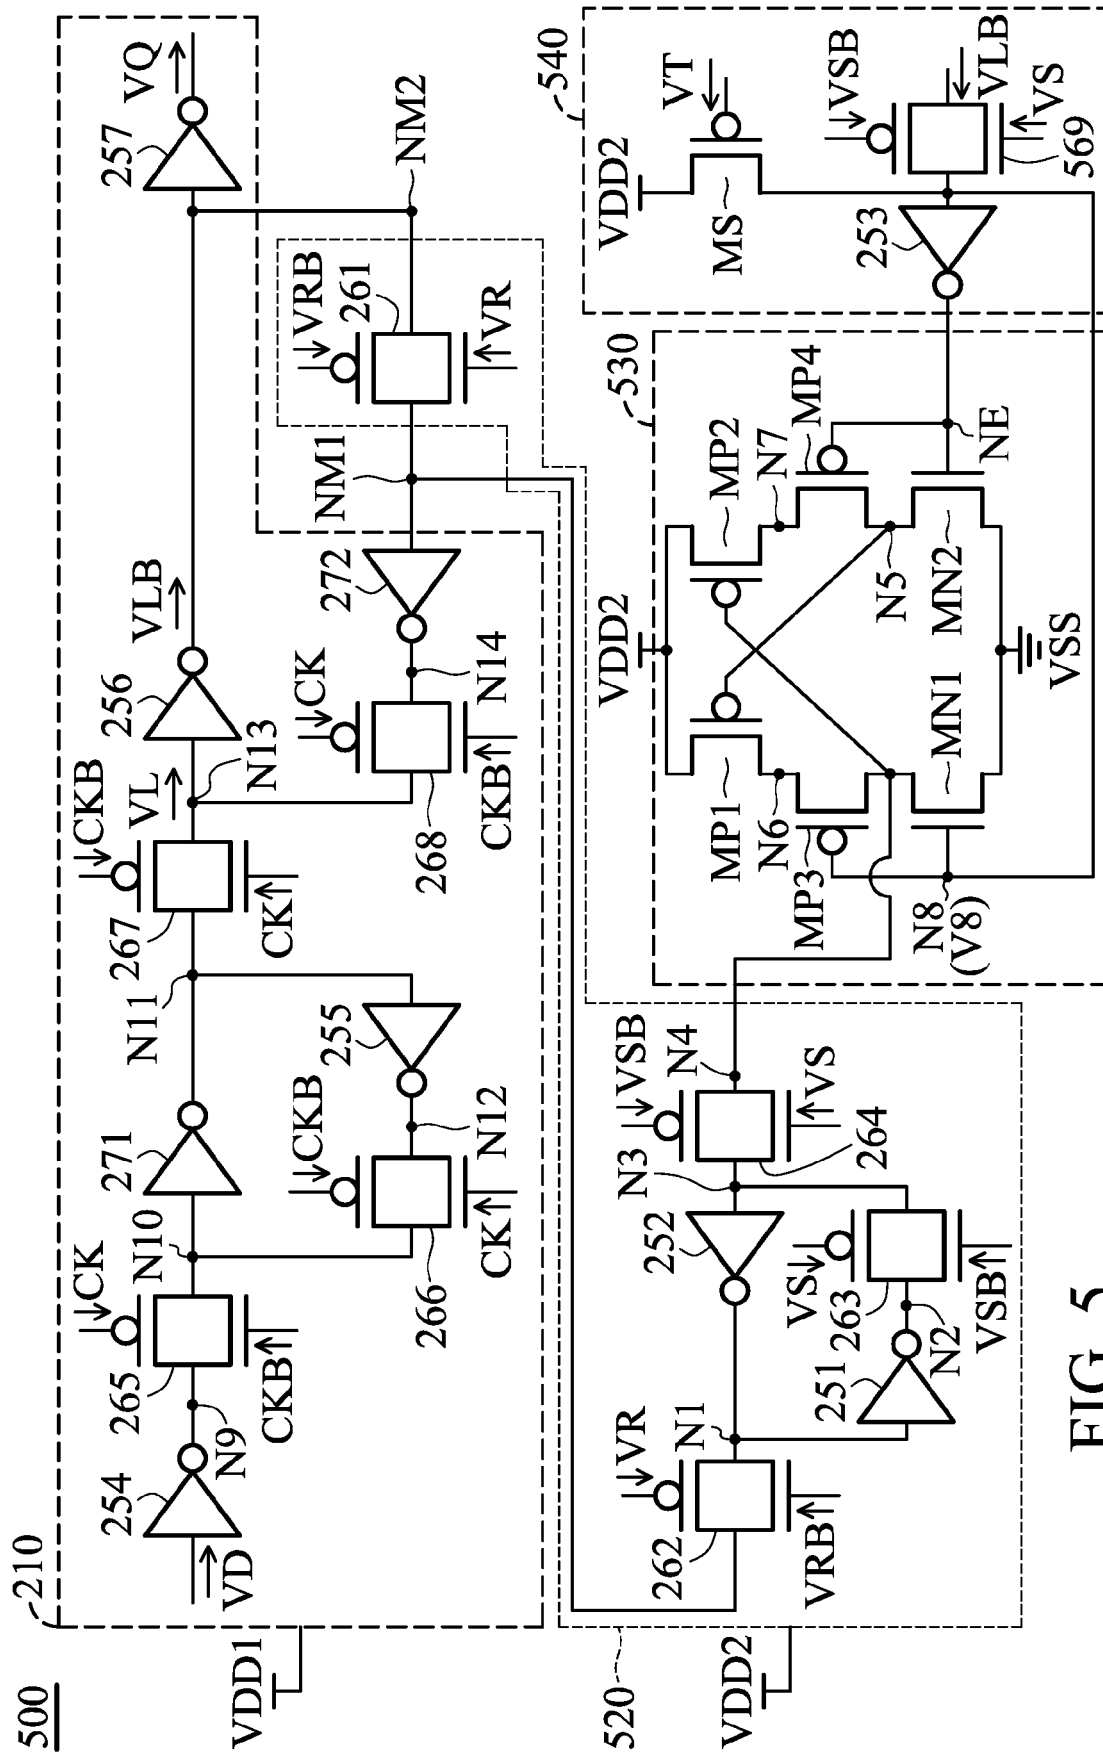 500
210
VDD1
VD
254
N9
265
CK
CKB
N10
271
266
CKB
CK
N12
255
N11
267
CKB
CK
VL
N13
256
VLB
268
CK
CKB
N14
272
NM1
VRB
261
VR
NM2
257
VQ
520
VDD2
262
VR
VRB
N1
251
N2
252
VS
263
VSB
N3
264
VSB
VS
N4
530
VDD2
MP1
MP2
N6
N7
MP3
MP4
N5
N8
(V8)
MN1
MN2
NE
VSS
540
VDD2
MS
VT
253
VSB
VLB
VS
569
FIG. 5